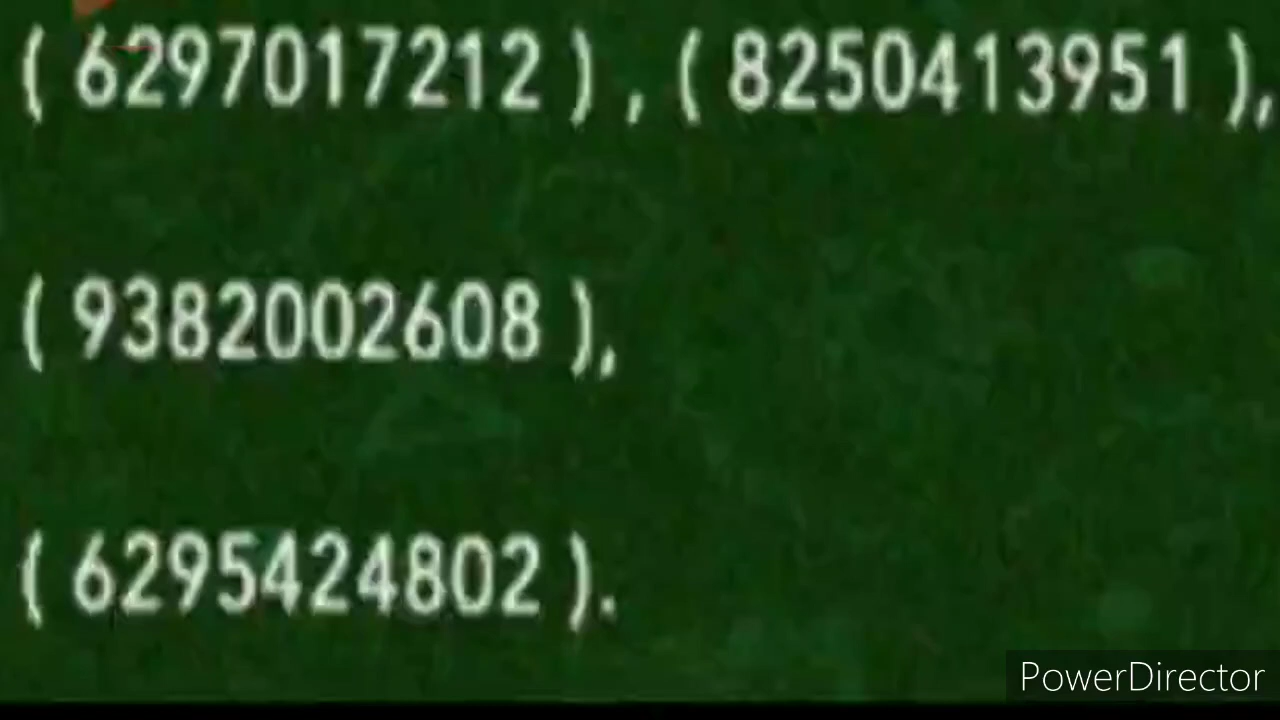 ( 6297017212 ) , ( 8250413951 ),
( 9382002608 ),
( 6295424802 ).
PowerDirector